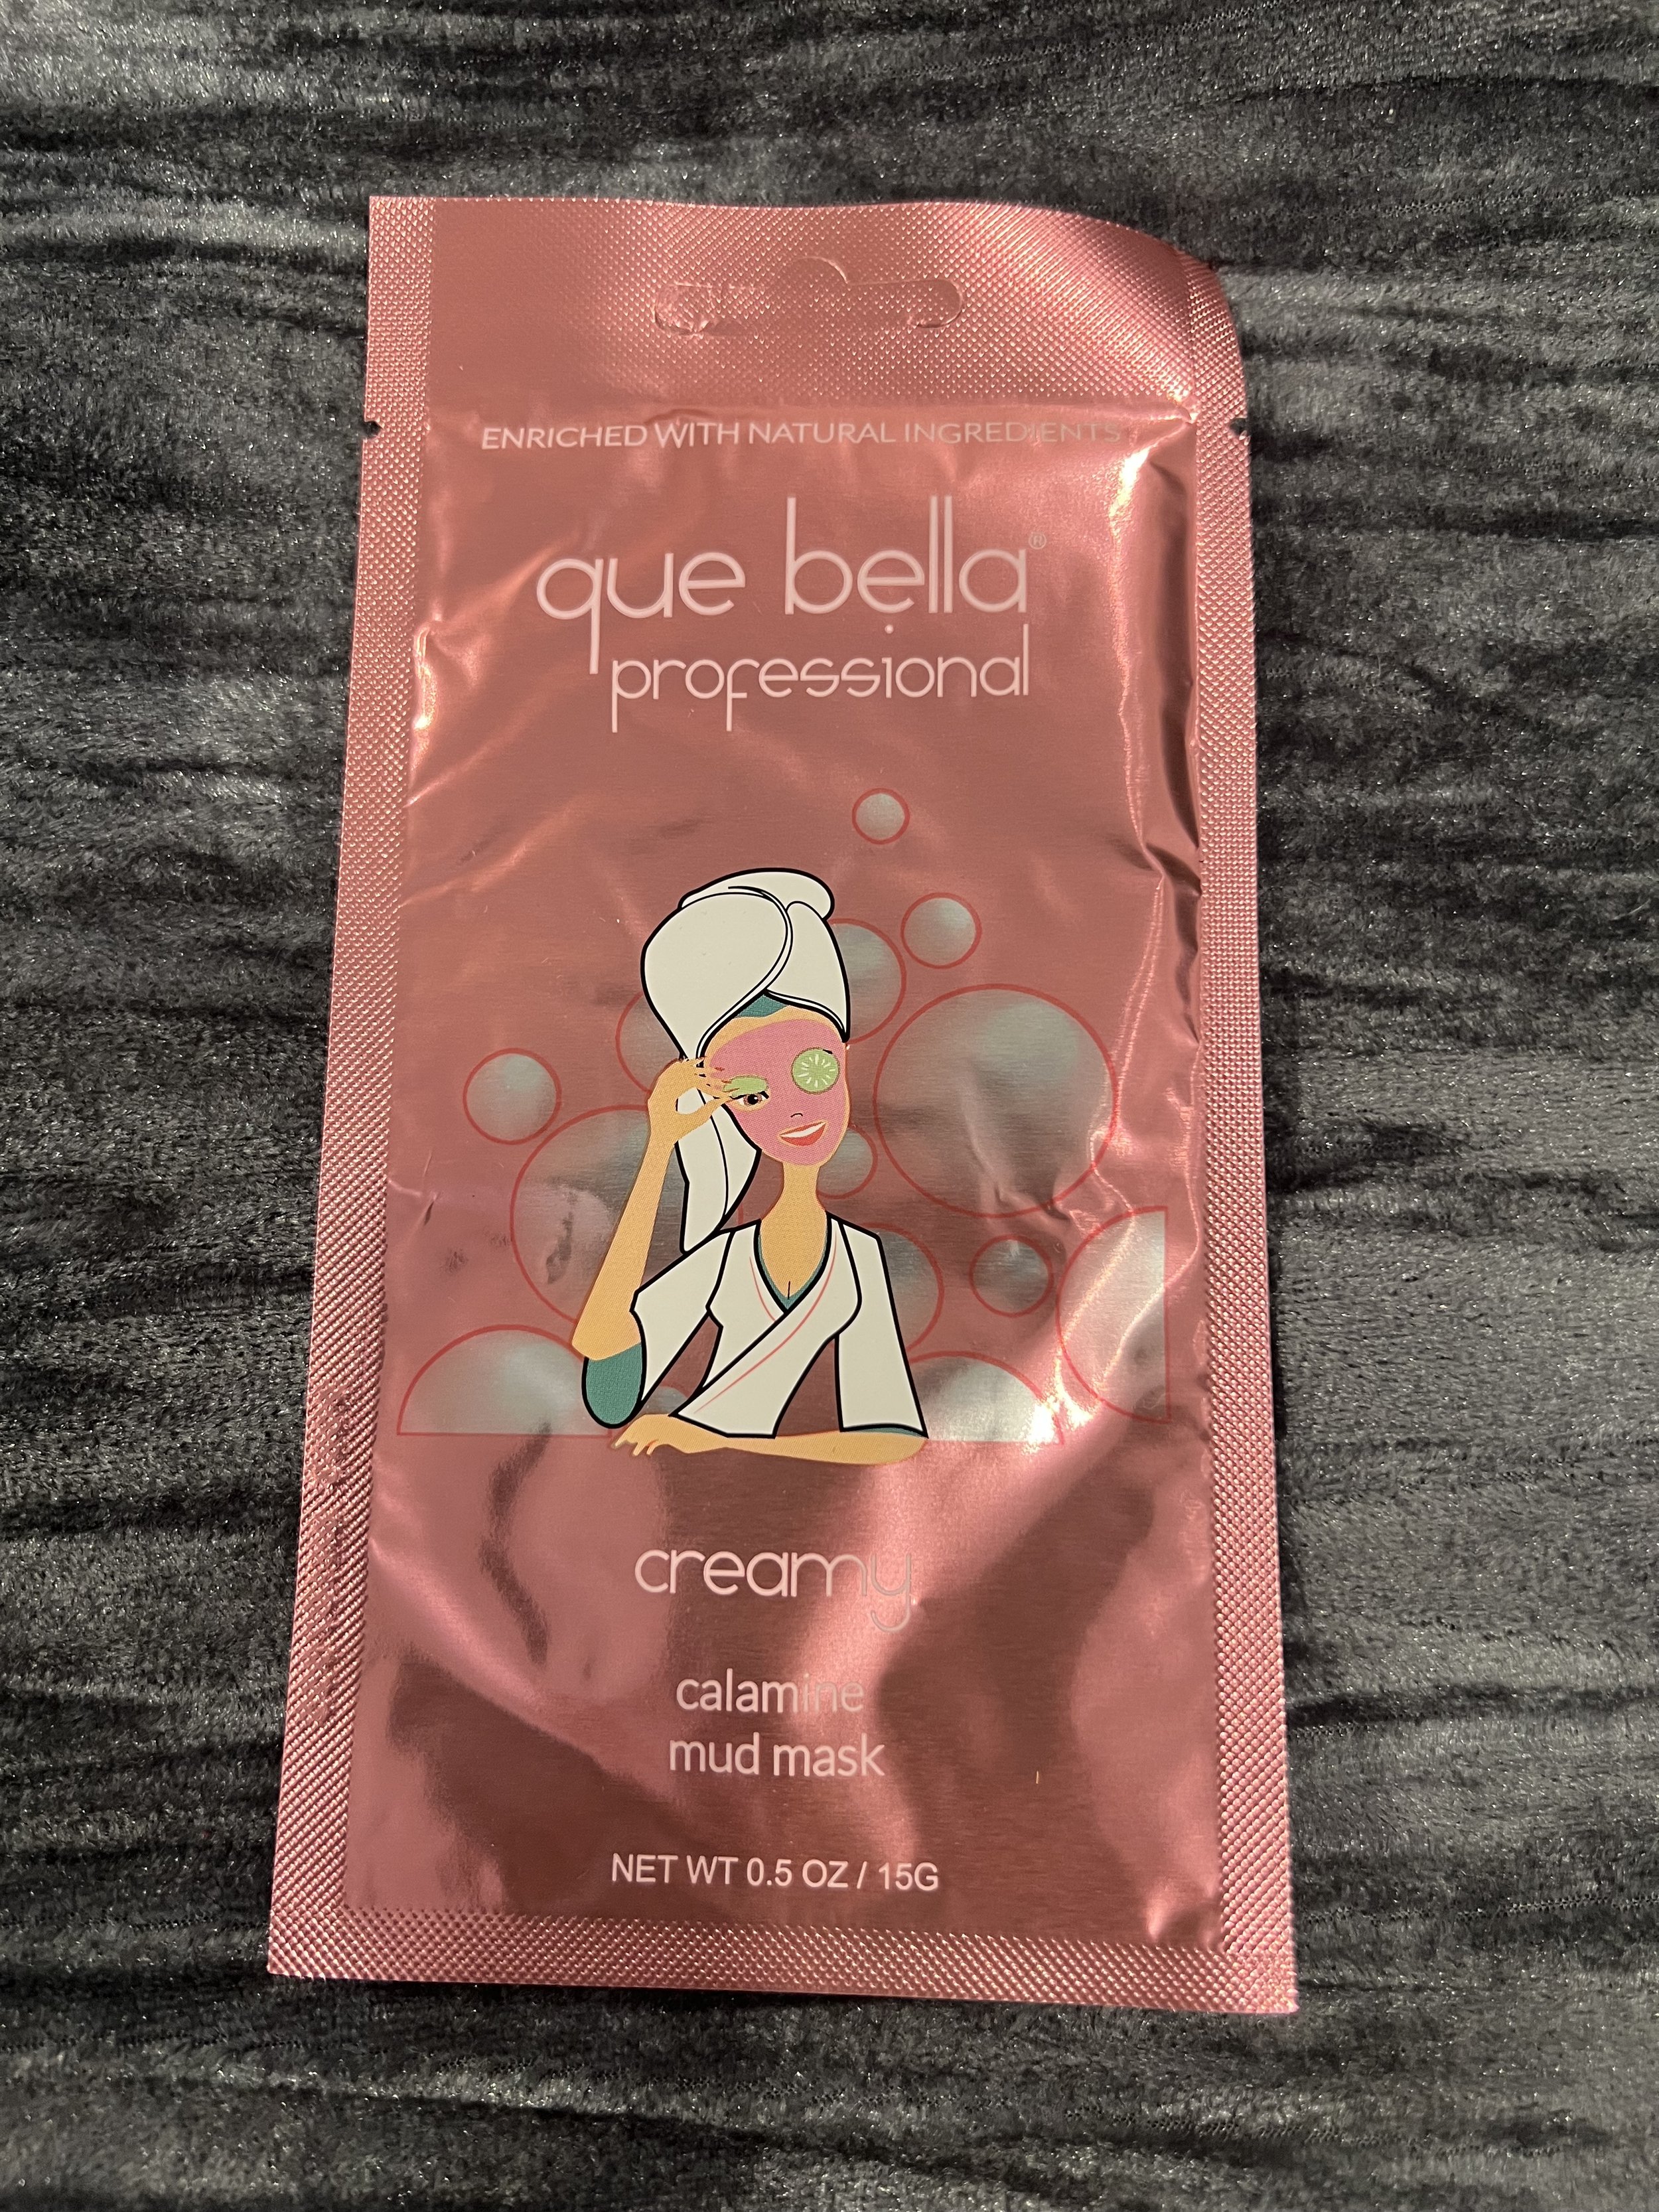 ENRICHED WITH NATURAL INGREDIENTS
que bella®
professional
creamy
calamine
mud mask
NET WT 0.5 OZ / 15G